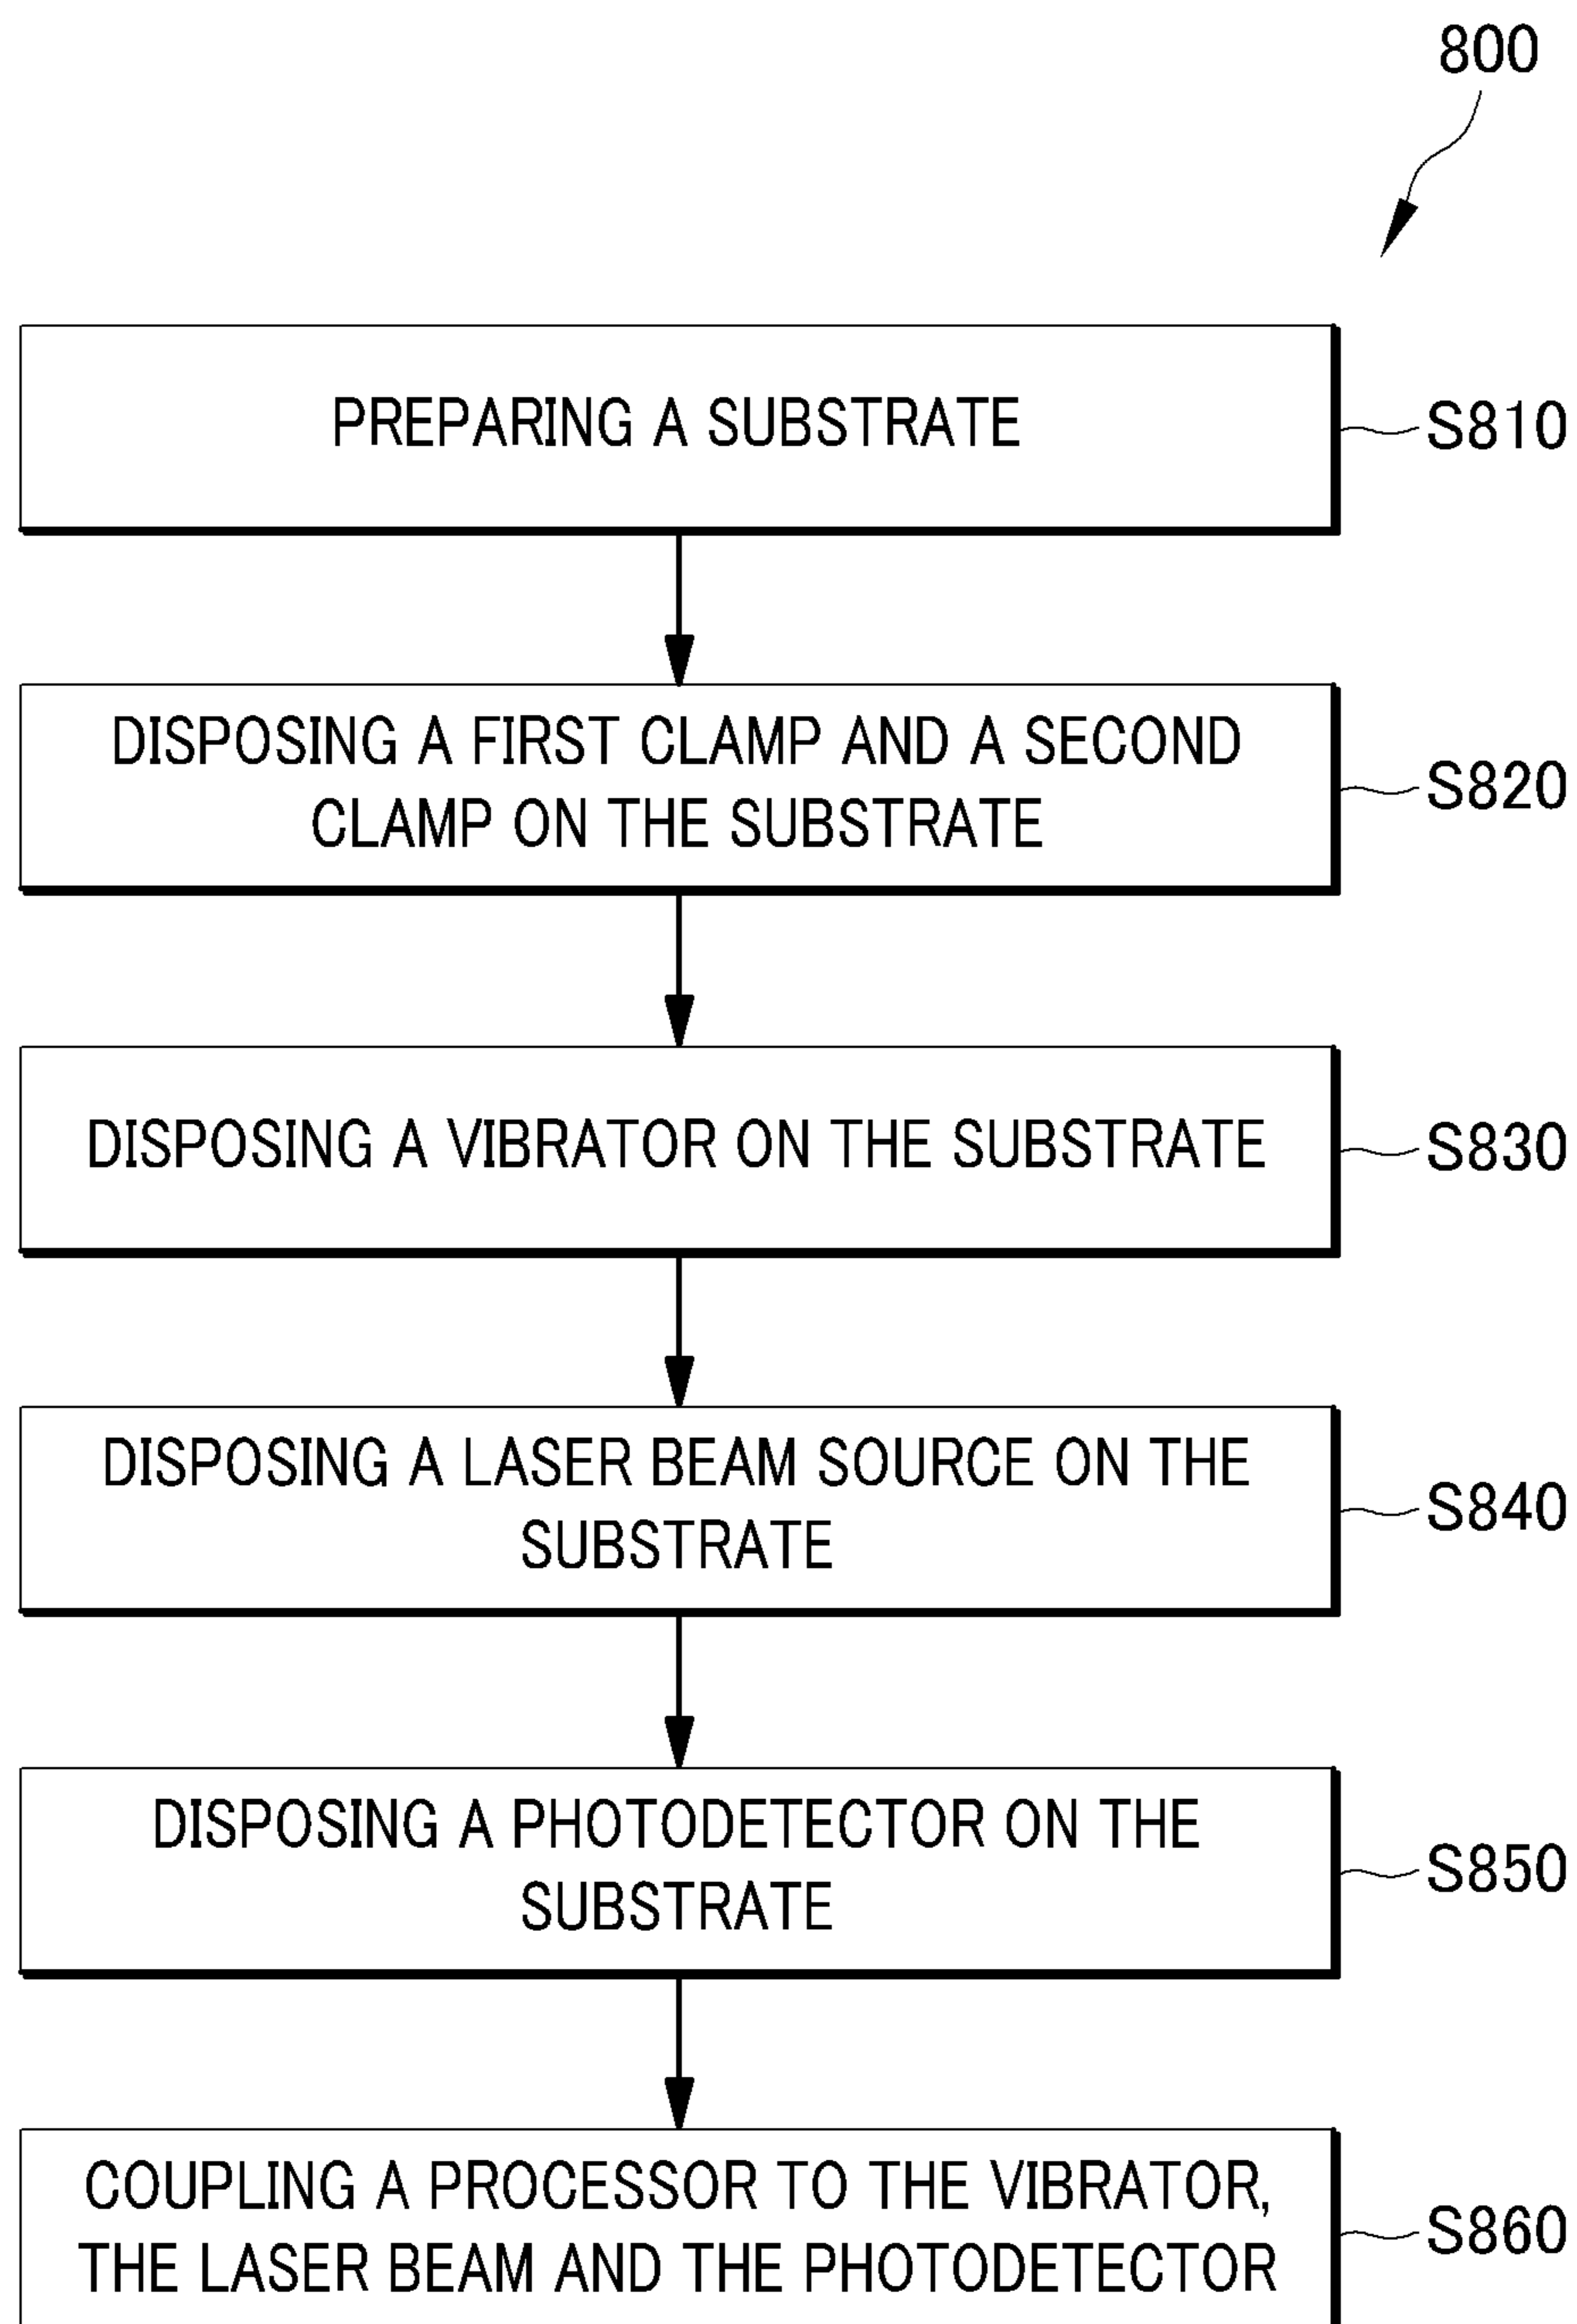 800
PREPARING A SUBSTRATE
S810
DISPOSING A FIRST CLAMP AND A SECOND
CLAMP ON THE SUBSTRATE
S820
DISPOSING A VIBRATOR ON THE SUBSTRATE
S830
DISPOSING A LASER BEAM SOURCE ON THE
SUBSTRATE
S840
DISPOSING A PHOTODETECTOR ON THE
SUBSTRATE
S850
COUPLING A PROCESSOR TO THE VIBRATOR,
THE LASER BEAM AND THE PHOTODETECTOR
S860